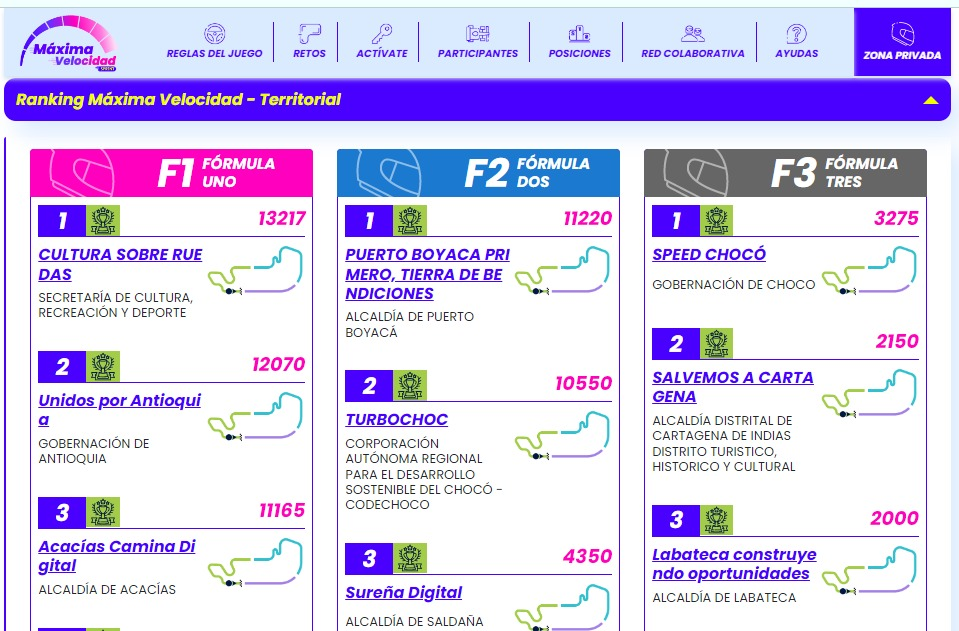 Máxima
Velocidad
REGLAS DEL JUEGO
RETOS
ACTÍVATE
PARTICIPANTES
POSICIONES
RED COLABORATIVA
AYUDAS
ZONA PRIVADA
Ranking Máxima Velocidad - Territorial
F1 FÓRMULA
UNO
1
13217
CULTURA SOBRE RUE
DAS
SECRETARÍA DE CULTURA,
RECREACIÓN Y DEPORTE
2
12070
Unidos por Antioqui
a
GOBERNACIÓN DE
ANTIOQUIA
3
11165
Acacías Camina Di
gital
ALCALDÍA DE ACACÍAS
F2 FÓRMULA
DOS
1
11220
PUERTO BOYACA PRI
MERO, TIERRA DE BE
NDICIONES
ALCALDÍA DE PUERTO
BOYACÁ
2
10550
TURBOCHOC
CORPORACIÓN
AUTÓNOMA REGIONAL
PARA EL DESARROLLO
SOSTENIBLE DEL CHOCÓ -
CODECHOCO
3
4350
Sureña Digital
ALCALDÍA DE SALDAÑA
F3 FÓRMULA
TRES
1
3275
SPEED CHOCÓ
GOBERNACIÓN DE CHOCO
2
2150
SALVEMOS A CARTA
GENA
ALCALDÍA DISTRITAL DE
CARTAGENA DE INDIAS
DISTRITO TURISTICO,
HISTORICO Y CULTURAL
3
2000
Labateca construye
ndo oportunidades
ALCALDÍA DE LABATECA